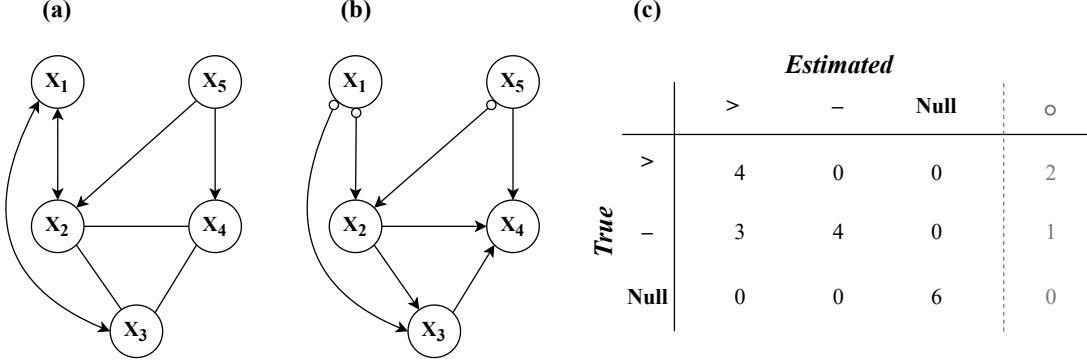 (a)
X1
X5
X2
X4
X3
(b)
X1
X5
X2
X4
X3
(c)
Estimated
> – Null o
True
> 4 0 0 2
– 3 4 0 1
Null 0 0 6 0